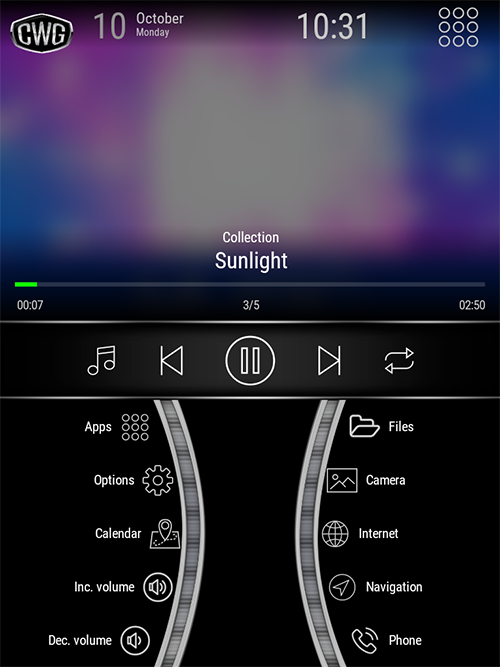 CWG
10
October
Monday
10:31
Collection
Sunlight
00:07
3/5
02:50
Apps
Files
Options
Camera
Calendar
Internet
Inc. volume
Navigation
Dec. volume
Phone